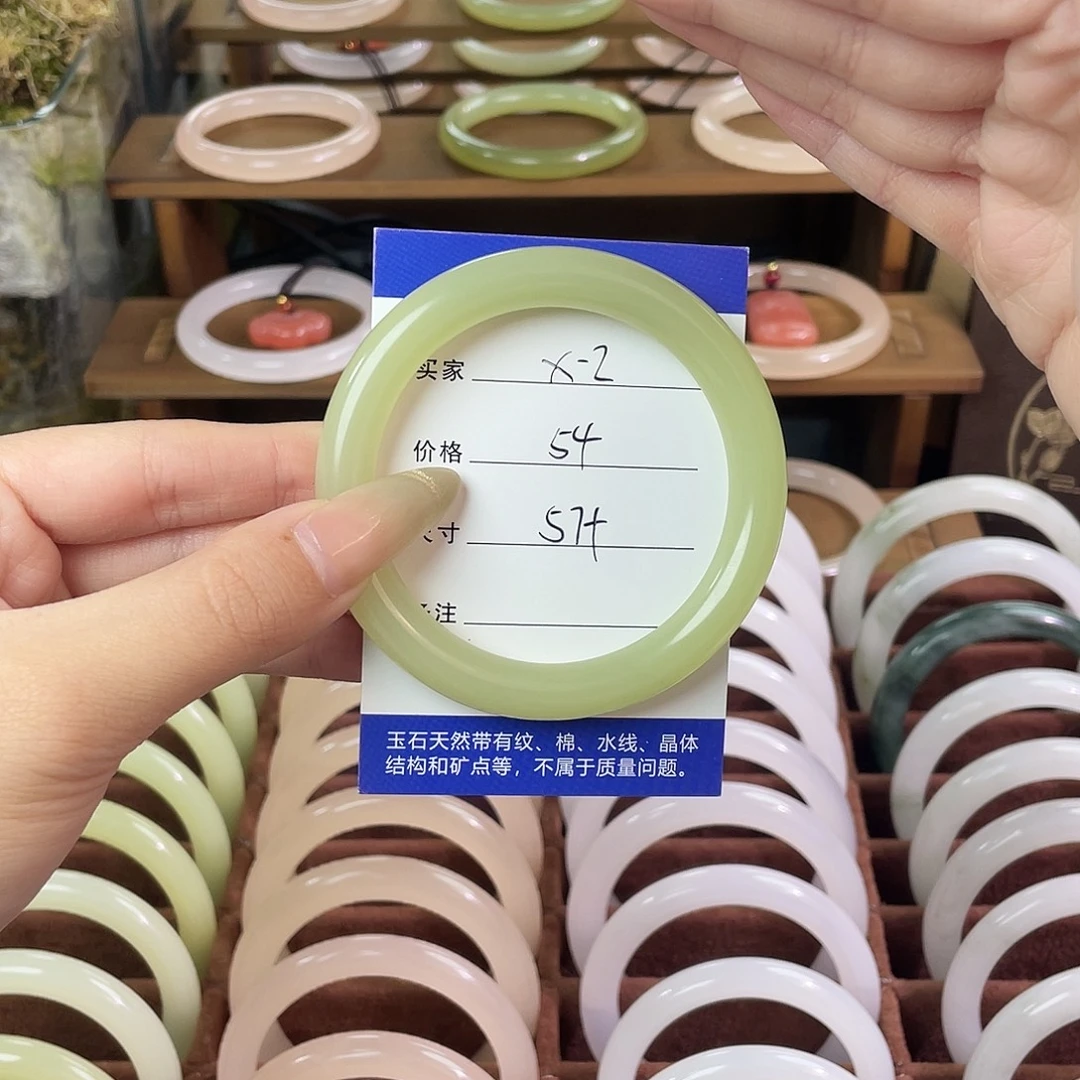 买家 X-2
价格 54
寸 57+
注
玉石天然带有纹、棉、水线、晶体
结构和矿点等，不属于质量问题。